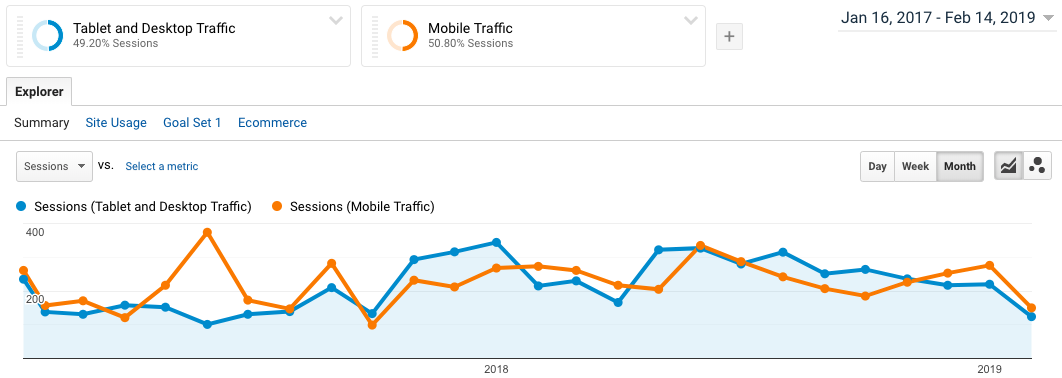 Tablet and Desktop Traffic
49.20% Sessions
Mobile Traffic
50.80% Sessions
+
Jan 16, 2017 - Feb 14, 2019
Explorer
Summary Site Usage Goal Set 1 Ecommerce
Sessions vs. Select a metric
Day Week Month
Sessions (Tablet and Desktop Traffic) Sessions (Mobile Traffic)
400
200
2018 2019